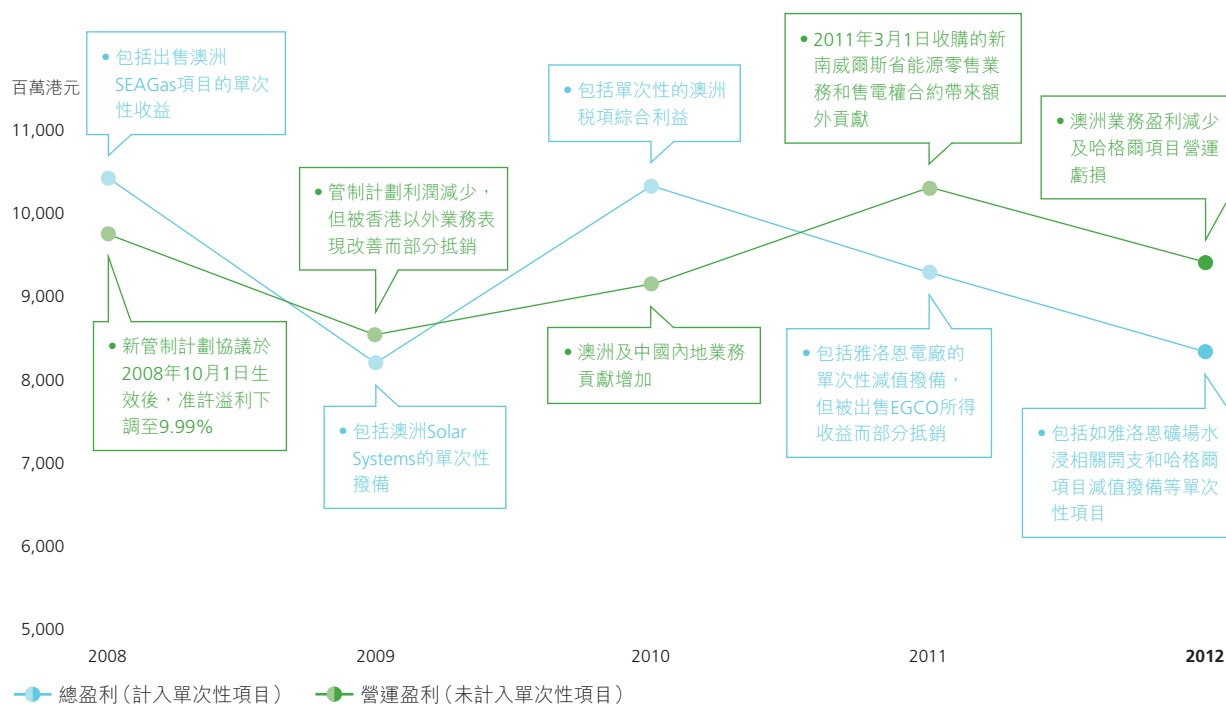 百萬港元
11,000
10,000
9,000
8,000
7,000
6,000
5,000
• 包括出售澳洲
SEAGas項目的單次
性收益
• 新管制計劃協議於
2008年10月1日生
效後，准許溢利下
調至9.99%
• 管制計劃利潤減少，
但被香港以外業務表
現改善而部分抵銷
• 包括澳洲Solar
Systems的單次性
撥備
• 包括單次性的澳洲
稅項綜合利益
• 澳洲及中國內地業務
貢獻增加
• 2011年3月1日收購的新
南威爾斯省能源零售業
務和售電權合約帶來額
外貢獻
• 包括雅洛恩電廠的
單次性減值撥備，
但被出售EGCO所得
收益而部分抵銷
• 澳洲業務盈利減少
及哈格爾項目營運
虧損
• 包括如雅洛恩礦場水
浸相關開支和哈格爾
項目減值撥備等單次
性項目
2008
2009
2010
2011
2012
總盈利（計入單次性項目）
營運盈利（未計入單次性項目）